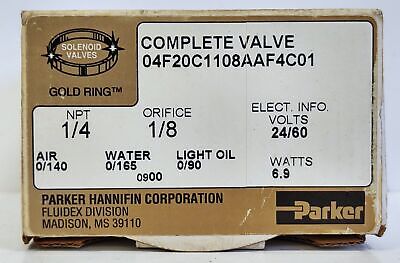 SOLENOID
VALVES
GOLD RING™
COMPLETE VALVE
04F20C1108AAF4C01
NPT
1/4
ORIFICE
1/8
ELECT. INFO.
VOLTS
24/60
AIR
0/140
WATER
0/165
LIGHT OIL
0/90
WATTS
6.9
0900
PARKER HANNIFIN CORPORATION
FLUIDEX DIVISION
MADISON, MS 39110
Parker